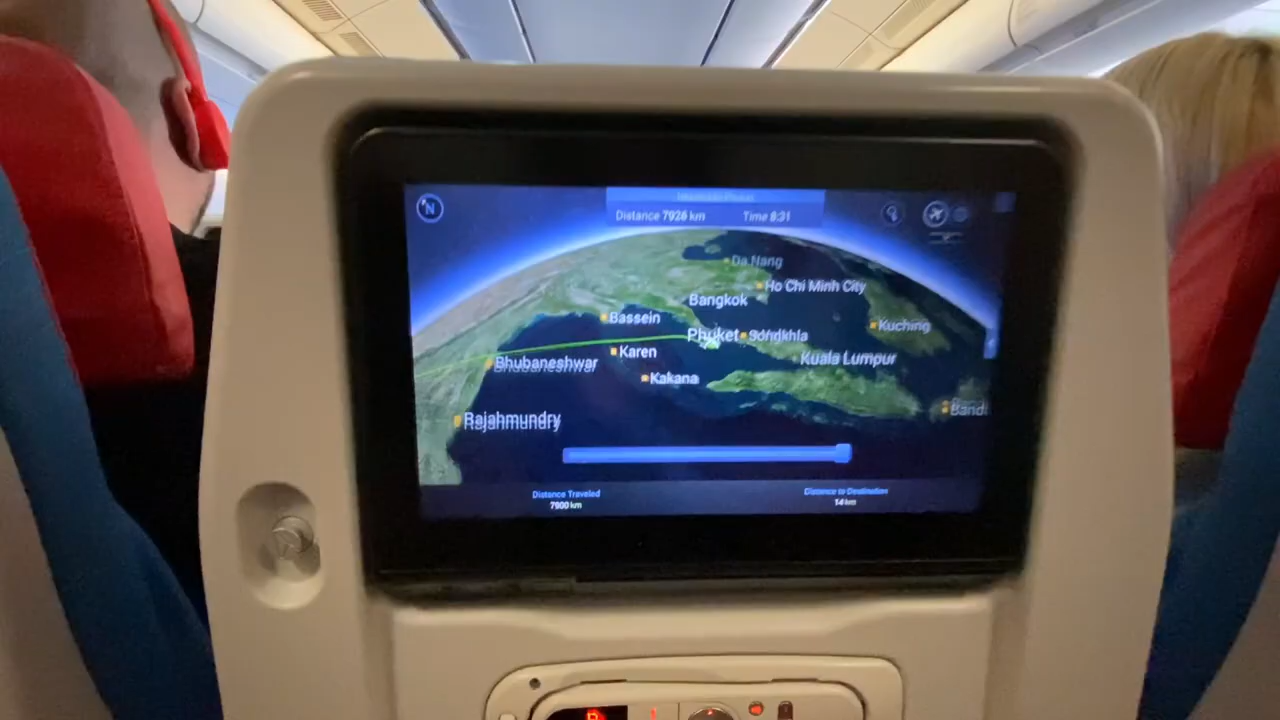 N
Distance 7926 km Time 8:31
Da Nang
Ho Chi Minh City
Bangkok
Bassein
Kuching
Phuket Songkhla
Karen
Kuala Lumpur
Bhubaneshwar
Kakana
Rajahmundry
Distance Traveled
7900 km
Distance to Destination
14 km